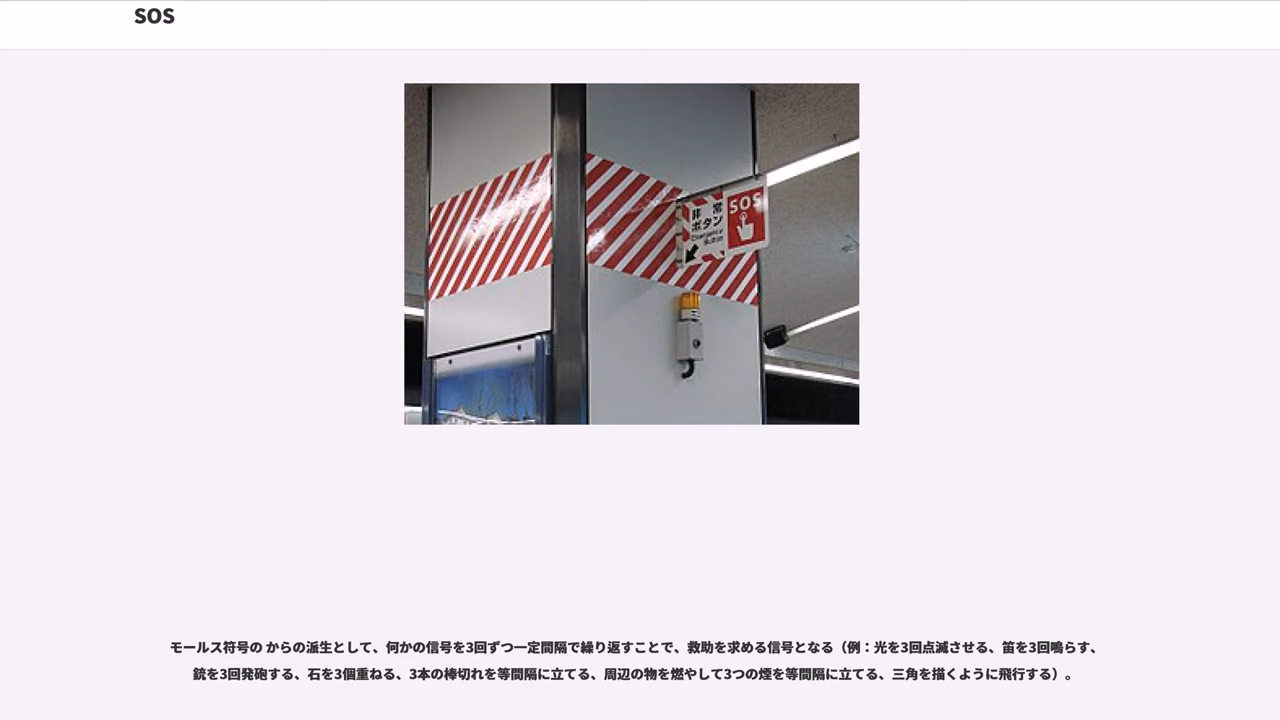 SOS
非常
ボタン
Emergency
Button
SOS
モールス符号の からの派生として、何かの信号を3回ずつ一定間隔で繰り返すことで、救助を求める信号となる（例：光を3回点滅させる、笛を3回鳴らす、
銃を3回発砲する、石を3個重ねる、3本の棒切れを等間隔に立てる、周辺の物を燃やして3つの煙を等間隔に立てる、三角を描くように飛行する）。